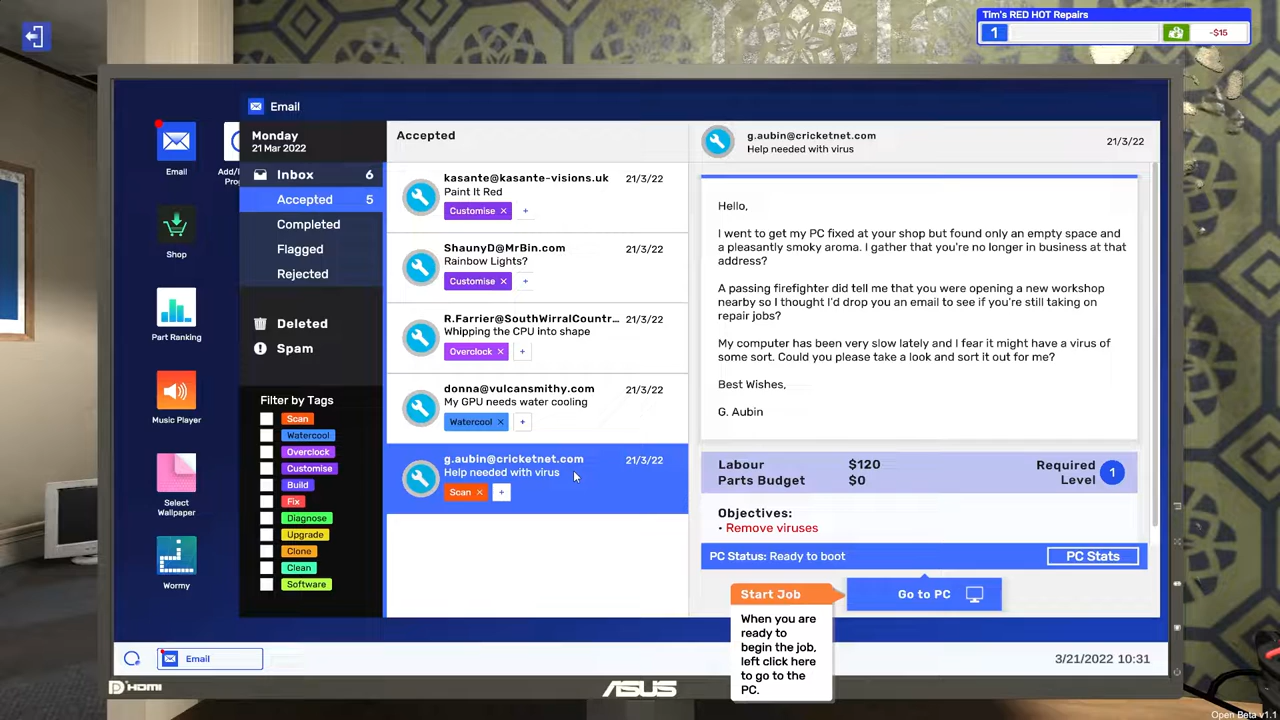 Tim's RED HOT Repairs
1
-$15
Email
Monday
21 Mar 2022
Inbox 6
Accepted 5
Completed
Flagged
Rejected
Deleted
Spam
Filter by Tags
Scan
Watercool
Overclock
Customise
Build
Fix
Diagnose
Upgrade
Clone
Clean
Software
Email
Shop
Part Ranking
Music Player
Select
Wallpaper
Wormy
Add/
Accepted
kasante@kasante-visions.uk 21/3/22
Paint It Red
Customise × +
ShaunyD@MrBin.com 21/3/22
Rainbow Lights?
Customise × +
R.Farrier@SouthWirralCountr... 21/3/22
Whipping the CPU into shape
Overclock × +
donna@vulcansmithy.com 21/3/22
My GPU needs water cooling
Watercool × +
g.aubin@cricketnet.com 21/3/22
Help needed with virus
Scan × +
g.aubin@cricketnet.com
Help needed with virus
21/3/22
Hello,
I went to get my PC fixed at your shop but found only an empty space and
a pleasantly smoky aroma. I gather that you're no longer in business at that
address?
A passing firefighter did tell me that you were opening a new workshop
nearby so I thought I'd drop you an email to see if you're still taking on
repair jobs?
My computer has been very slow lately and I fear it might have a virus of
some sort. Could you please take a look and sort it out for me?
Best Wishes,
G. Aubin
Labour $120
Parts Budget $0
Required
Level 1
Objectives:
• Remove viruses
PC Status: Ready to boot
PC Stats
Go to PC
Start Job
When you are
ready to
begin the job,
left click here
to go to the
PC.
Email
3/21/2022 10:31
HDMI
ASUS
Open Beta v1.1